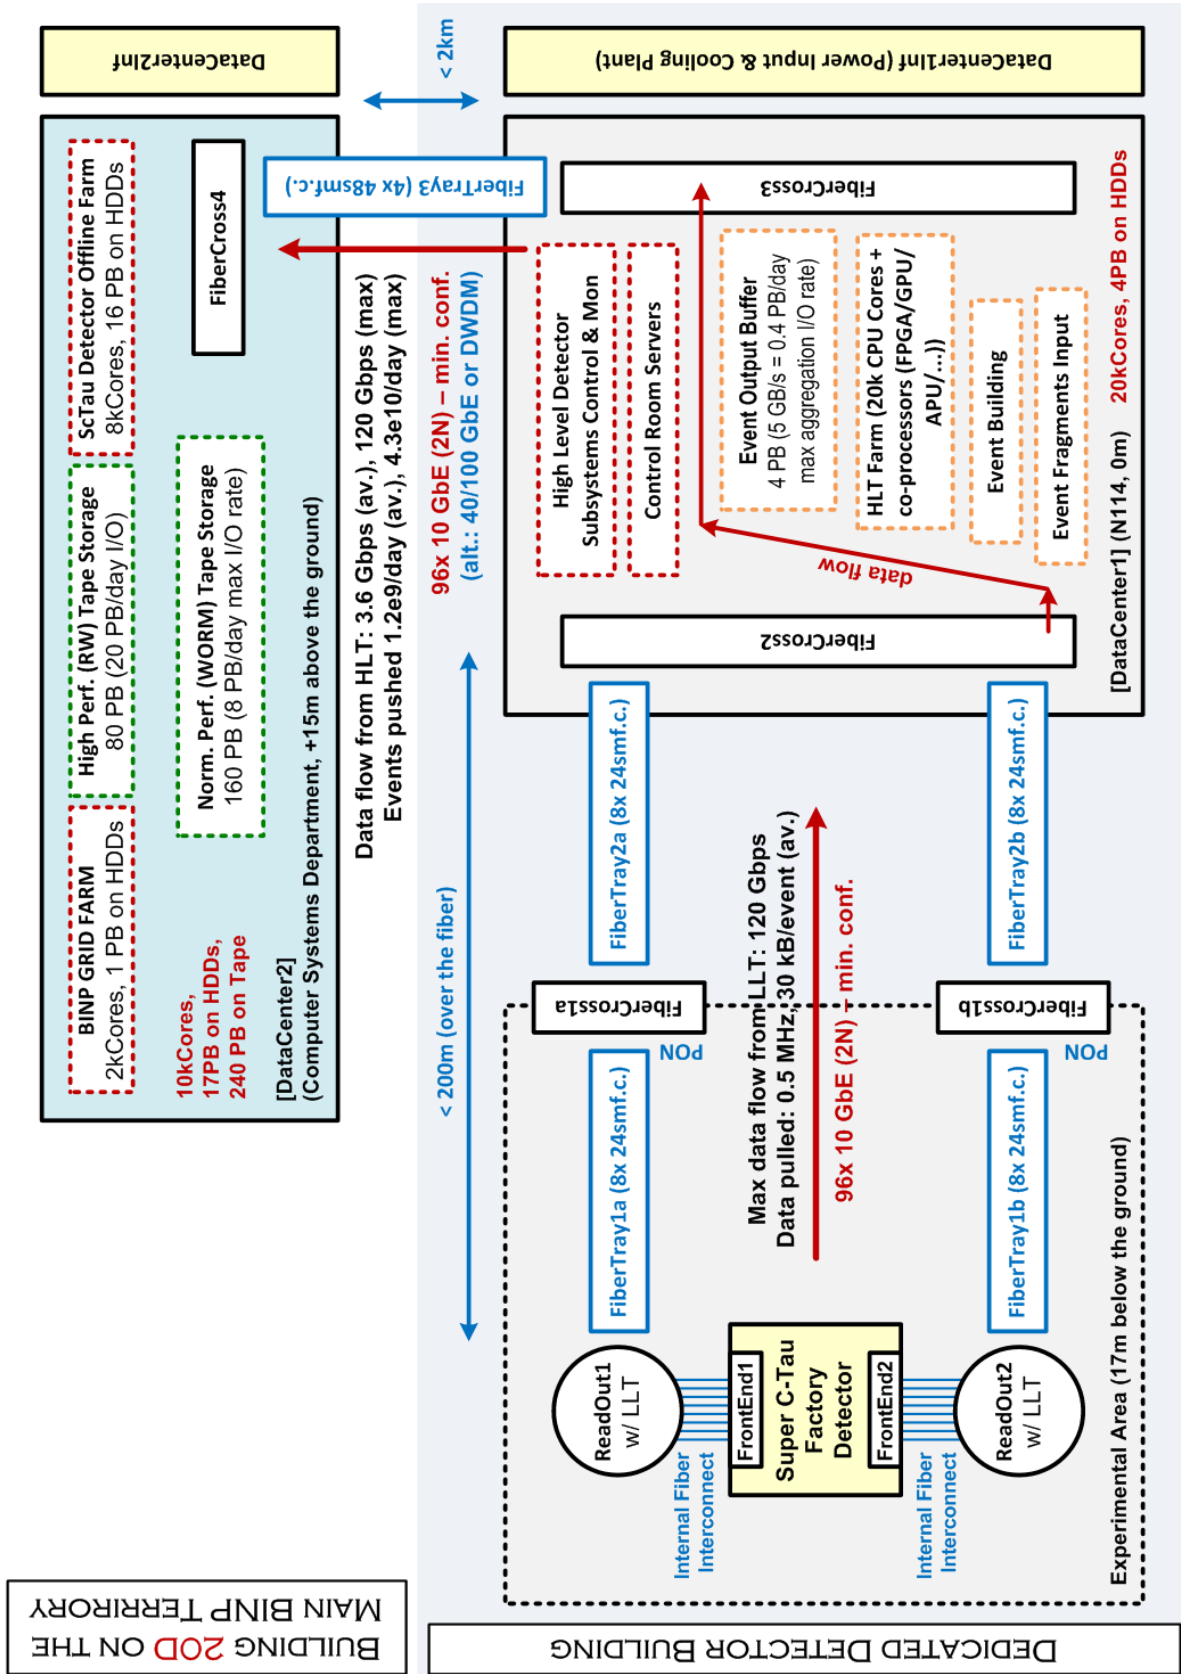 BUILDING 20D ON THE
MAIN BINP TERRIRORY
BINP GRID FARM
2kCores, 1 PB on HDDs
High Perf. (RW) Tape Storage
80 PB (20 PB/day I/O)
ScTau Detector Offline Farm
8kCores, 16 PB on HDDs
DataCenter2Inf
10kCores,
17PB on HDDs,
240 PB on Tape
Norm. Perf. (WORM) Tape Storage
160 PB (8 PB/day max I/O rate)
FiberCross4
[DataCenter2]
(Computer Systems Department, +15m above the ground)
Data flow from HLT: 3.6 Gbps (av.), 120 Gbps (max)
Events pushed 1.2e9/day (av.), 4.3e10/day (max)
FiberTray3 (4x 48smf.c.)
< 2km
< 200m (over the fiber)
96x 10 GbE (2N) – min. conf.
(alt.: 40/100 GbE or DWDM)
DEDICATED DETECTOR BUILDING
ReadOut1
w/ LLT
FiberTray1a (8x 24smf.c.)
FiberCross1a
PON
FiberTray2a (8x 24smf.c.)
Internal Fiber
Interconnect
FrontEnd1
Super C-Tau
Factory
Detector
FrontEnd2
Internal Fiber
Interconnect
Max data flow from LLT: 120 Gbps
Data pulled: 0.5 MHz, 30 kB/event (av.)
96x 10 GbE (2N) – min. conf.
ReadOut2
w/ LLT
FiberTray1b (8x 24smf.c.)
FiberCross1b
PON
FiberTray2b (8x 24smf.c.)
Experimental Area (17m below the ground)
FiberCross2
data flow
High Level Detector
Subsystems Control & Mon
Control Room Servers
Event Output Buffer
4 PB (5 GB/s = 0.4 PB/day
max aggregation I/O rate)
HLT Farm (20k CPU Cores +
co-processors (FPGA/GPU/
APU/...))
Event Building
Event Fragments Input
FiberCross3
[DataCenter1] (N114, 0m)
20kCores, 4PB on HDDs
DataCenter1Inf (Power Input & Cooling Plant)